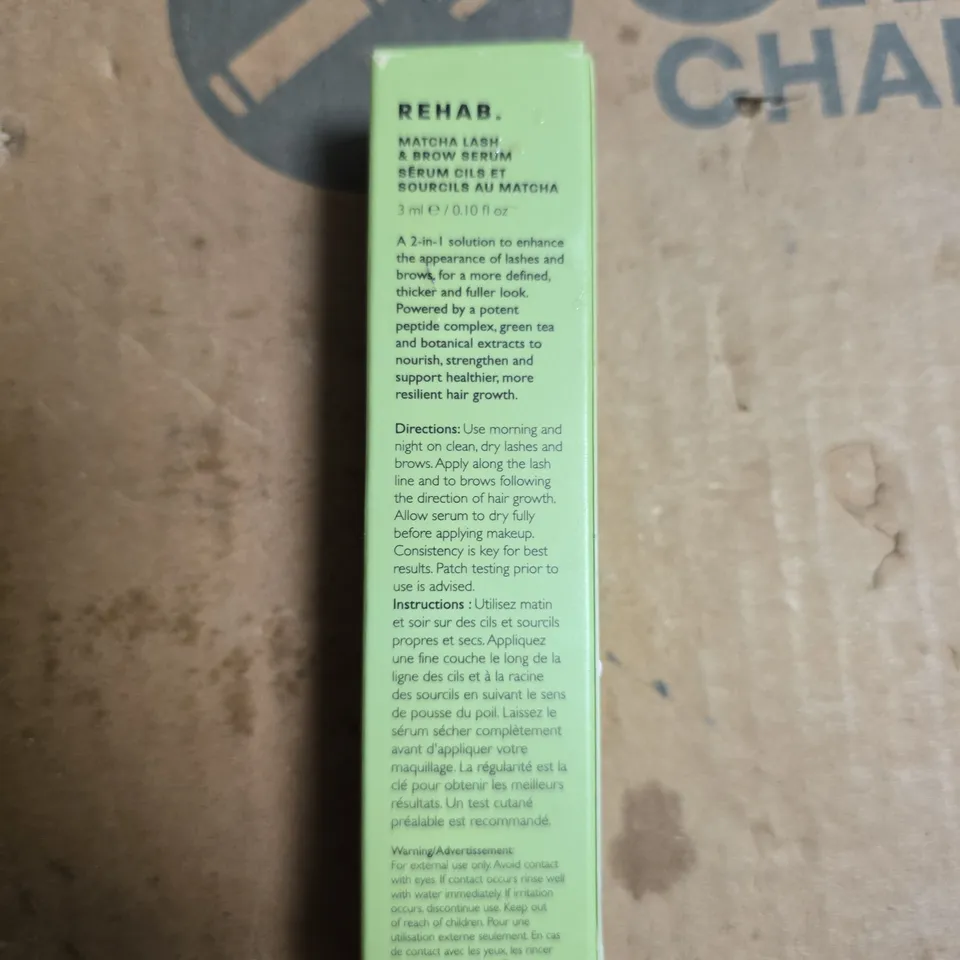 CHA
REHAB.
MATCHA LASH
& BROW SERUM
SÉRUM CILS ET
SOURCILS AU MATCHA
3 ml ℮ / 0.10 fl oz
A 2-in-1 solution to enhance
the appearance of lashes and
brows, for a more defined,
thicker and fuller look.
Powered by a potent
peptide complex, green tea
and botanical extracts to
nourish, strengthen and
support healthier, more
resilient hair growth.
Directions: Use morning and
night on clean, dry lashes and
brows. Apply along the lash
line and to brows following
the direction of hair growth.
Allow serum to dry fully
before applying makeup.
Consistency is key for best
results. Patch testing prior to
use is advised.
Instructions : Utilisez matin
et soir sur des cils et sourcils
propres et secs. Appliquez
une fine couche le long de la
ligne des cils et à la racine
des sourcils en suivant le sens
de pousse du poil. Laissez le
sérum sécher complètement
avant d'appliquer votre
maquillage. La régularité est la
clé pour obtenir les meilleurs
résultats. Un test cutané
préalable est recommandé.
Warning/Advertissement:
For external use only. Avoid contact
with eyes. If contact occurs rinse well
with water immediately. If irritation
occurs, discontinue use. Keep out
of reach of children. Pour une
utilisation externe seulement. En cas
de contact avec les yeux, les rincer